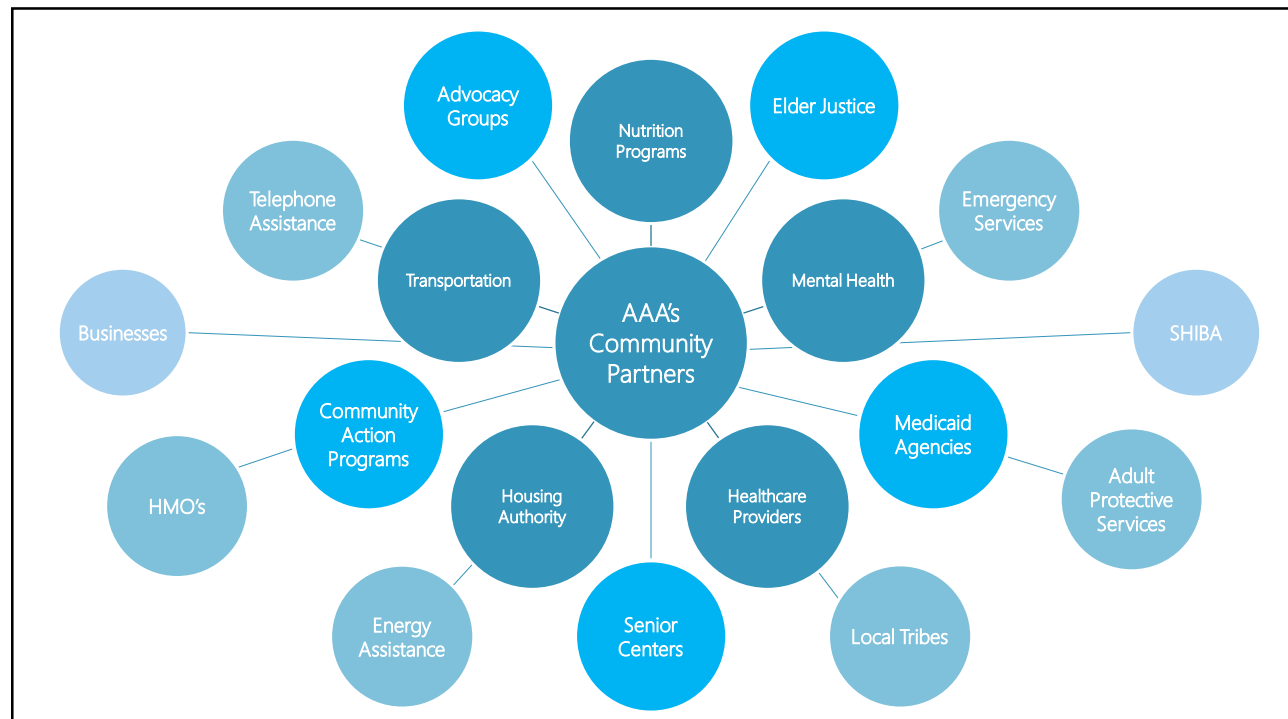 Advocacy
Groups
Nutrition
Programs
Elder Justice
Telephone
Assistance
Emergency
Services
Transportation
Mental Health
Businesses
AAA's
Community
Partners
SHIBA
Community
Action
Programs
Medicaid
Agencies
HMO's
Housing
Authority
Healthcare
Providers
Adult
Protective
Services
Energy
Assistance
Senior
Centers
Local Tribes